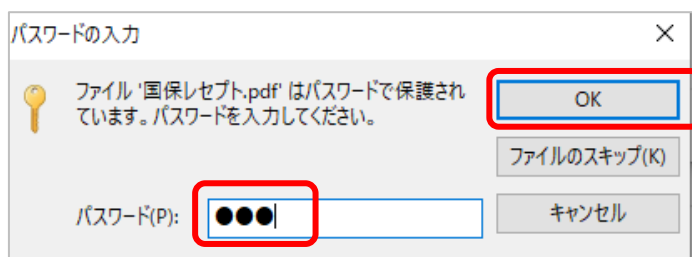 パスワードの入力
ファイル '国保レセプト.pdf' はパスワードで保護され
ています。パスワードを入力してください。
OK
ファイルのスキップ(K)
パスワード(P): ●●●
キャンセル